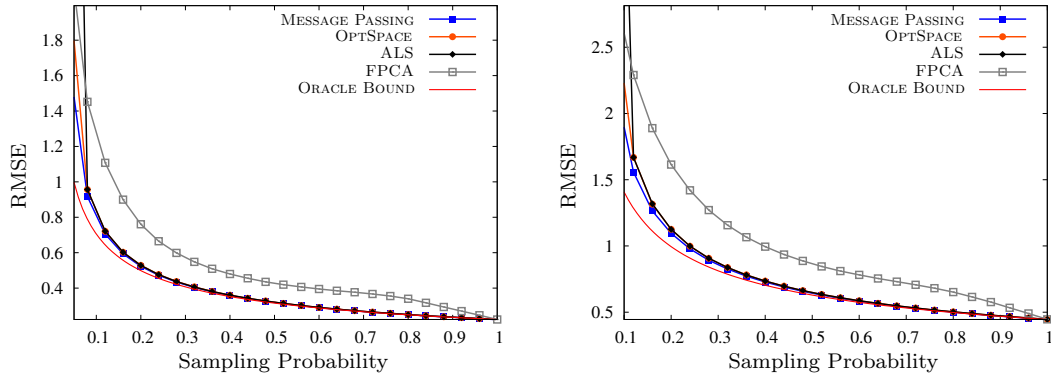 MESSAGE PASSING
OPTSPACE
ALS
FPCA
ORACLE BOUND
1.8
1.6
1.4
1.2
1
0.8
0.6
0.4
RMSE
0.1 0.2 0.3 0.4 0.5 0.6 0.7 0.8 0.9 1
Sampling Probability
MESSAGE PASSING
OPTSPACE
ALS
FPCA
ORACLE BOUND
2.5
2
1.5
1
0.5
RMSE
0.1 0.2 0.3 0.4 0.5 0.6 0.7 0.8 0.9 1
Sampling Probability